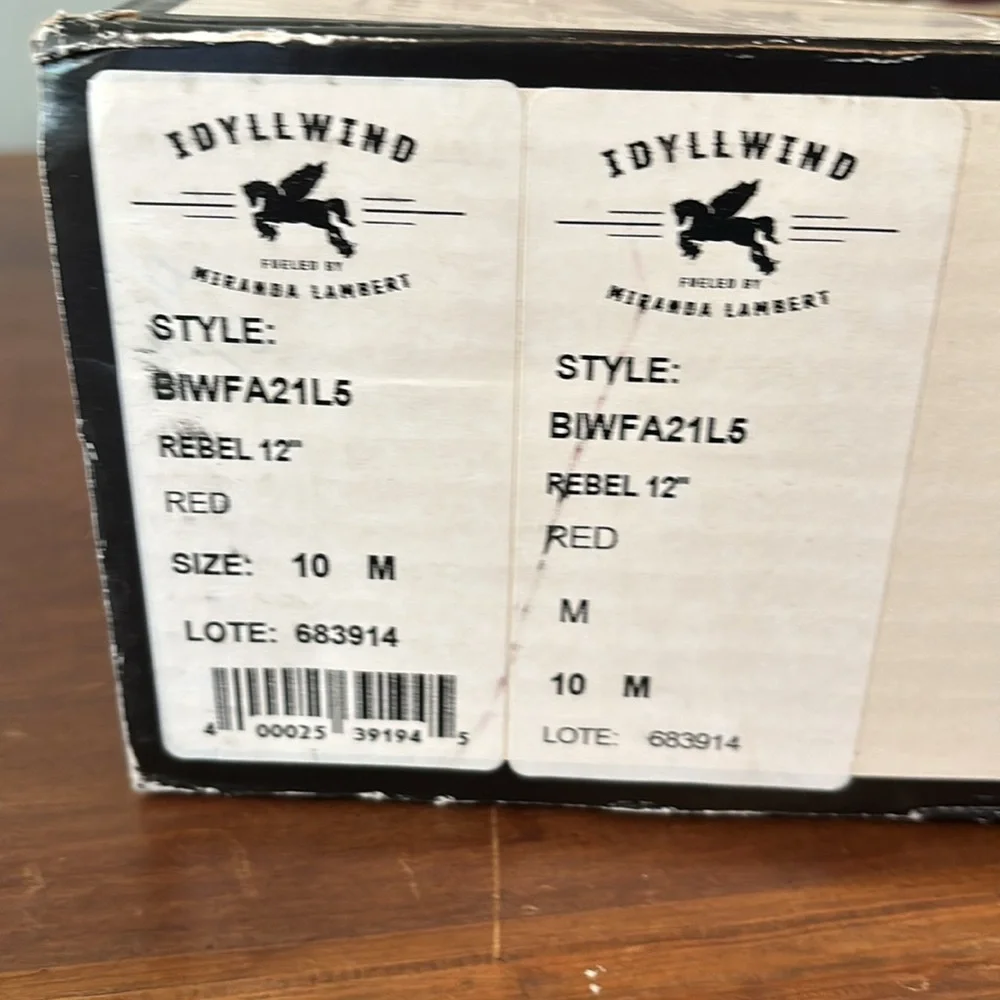 IDYLLWIND
FUELED BY
MIRANDA LAMBERT
STYLE:
BIWFA21L5
REBEL 12"
RED
SIZE: 10 M
LOTE: 683914
4 00025 39194 5
IDYLLWIND
FUELED BY
MIRANDA LAMBERT
STYLE:
BIWFA21L5
REBEL 12"
RED
M
10 M
LOTE: 683914